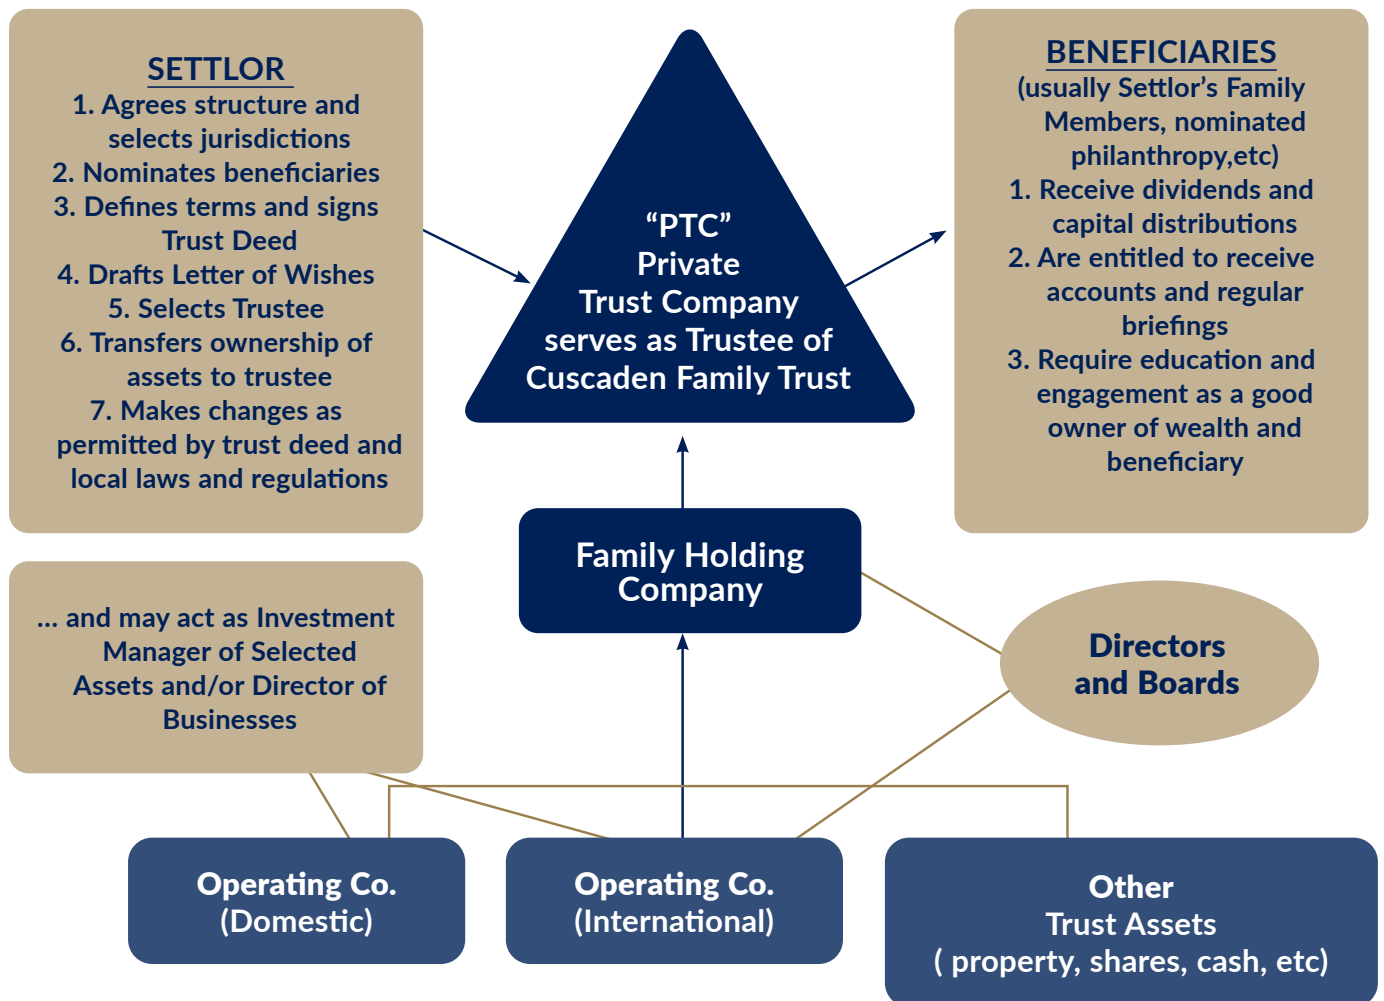 SETTLOR
1. Agrees structure and
selects jurisdictions
2. Nominates beneficiaries
3. Defines terms and signs
Trust Deed
4. Drafts Letter of Wishes
5. Selects Trustee
6. Transfers ownership of
assets to trustee
7. Makes changes as
permitted by trust deed and
local laws and regulations
“PTC”
Private
Trust Company
serves as Trustee of
Cuscaden Family Trust
BENEFICIARIES
(usually Settlor’s Family
Members, nominated
philanthropy,etc)
1. Receive dividends and
capital distributions
2. Are entitled to receive
accounts and regular
briefings
3. Require education and
engagement as a good
owner of wealth and
beneficiary
Family Holding
Company
... and may act as Investment
Manager of Selected
Assets and/or Director of
Businesses
Directors
and Boards
Operating Co.
(Domestic)
Operating Co.
(International)
Other
Trust Assets
( property, shares, cash, etc)